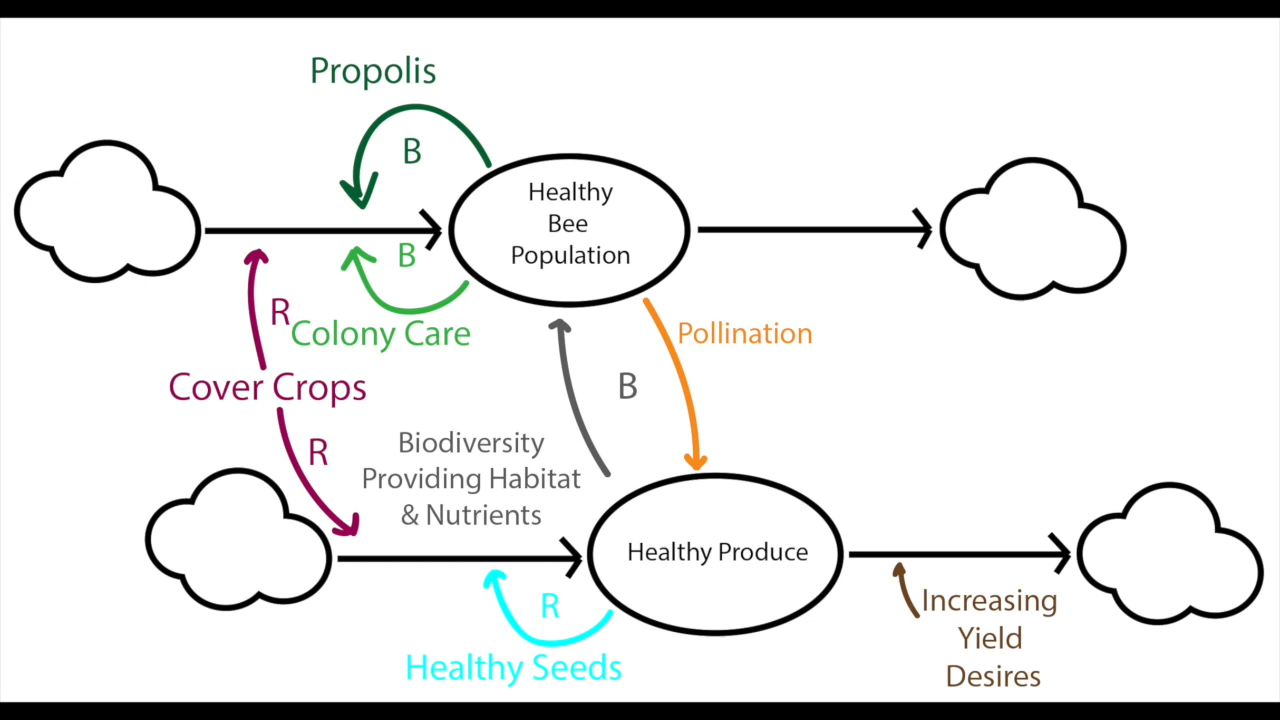 Propolis
B
Healthy
Bee
Population
B
R
Colony Care
Pollination
Cover Crops
B
R
Biodiversity
Providing Habitat
& Nutrients
Healthy Produce
R
Healthy Seeds
Increasing
Yield
Desires